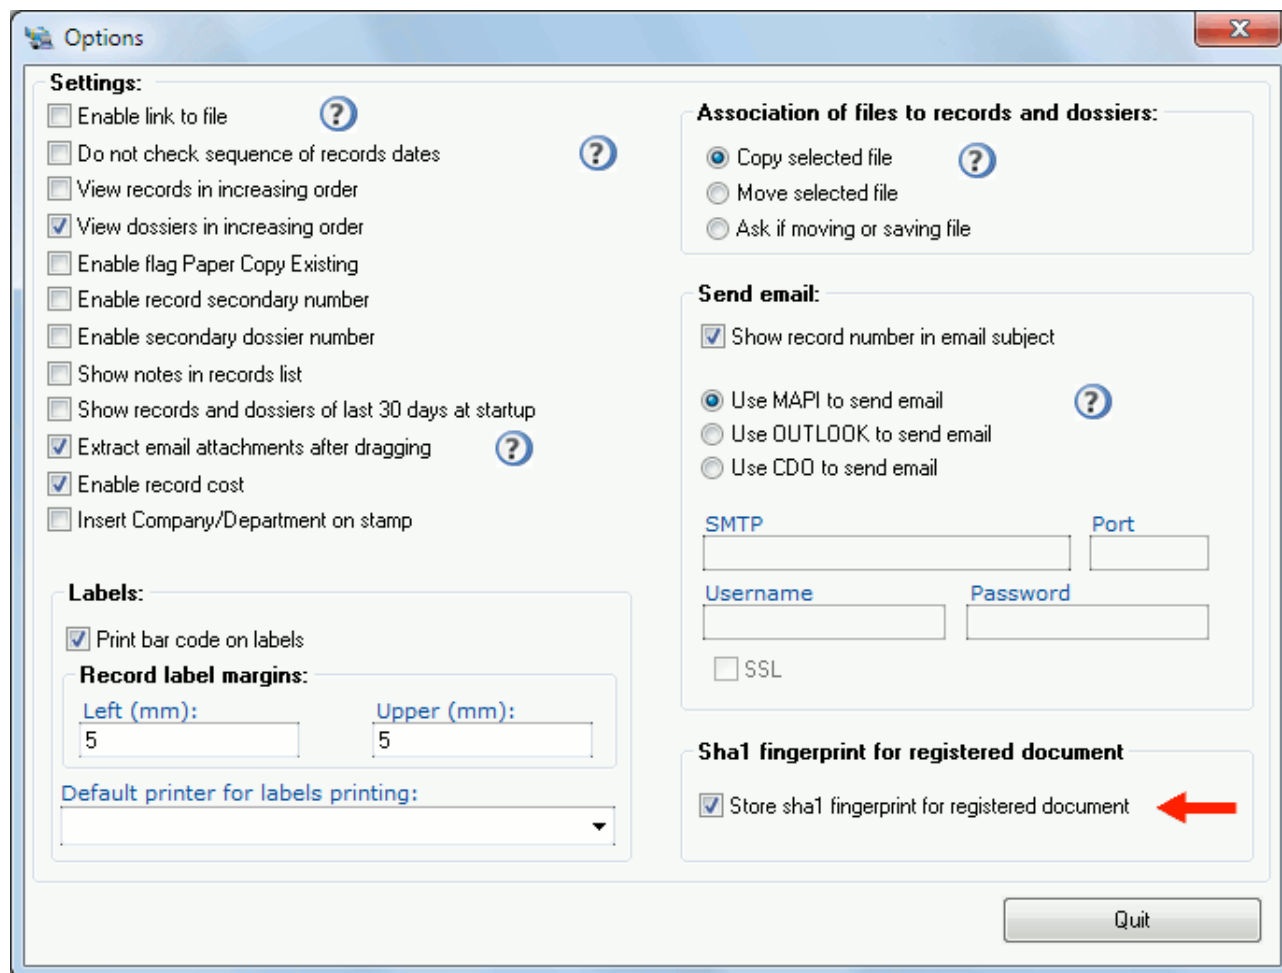 Options
X
Settings:
Enable link to file ?
Do not check sequence of records dates ?
View records in increasing order
View dossiers in increasing order
Enable flag Paper Copy Existing
Enable record secondary number
Enable secondary dossier number
Show notes in records list
Show records and dossiers of last 30 days at startup
Extract email attachments after dragging ?
Enable record cost
Insert Company/Department on stamp
Labels:
Print bar code on labels
Record label margins:
Left (mm): Upper (mm):
5 5
Default printer for labels printing:
Association of files to records and dossiers:
Copy selected file ?
Move selected file
Ask if moving or saving file
Send email:
Show record number in email subject
Use MAPI to send email ?
Use OUTLOOK to send email
Use CDO to send email
SMTP Port
Username Password
SSL
Sha1 fingerprint for registered document
Store sha1 fingerprint for registered document
Quit